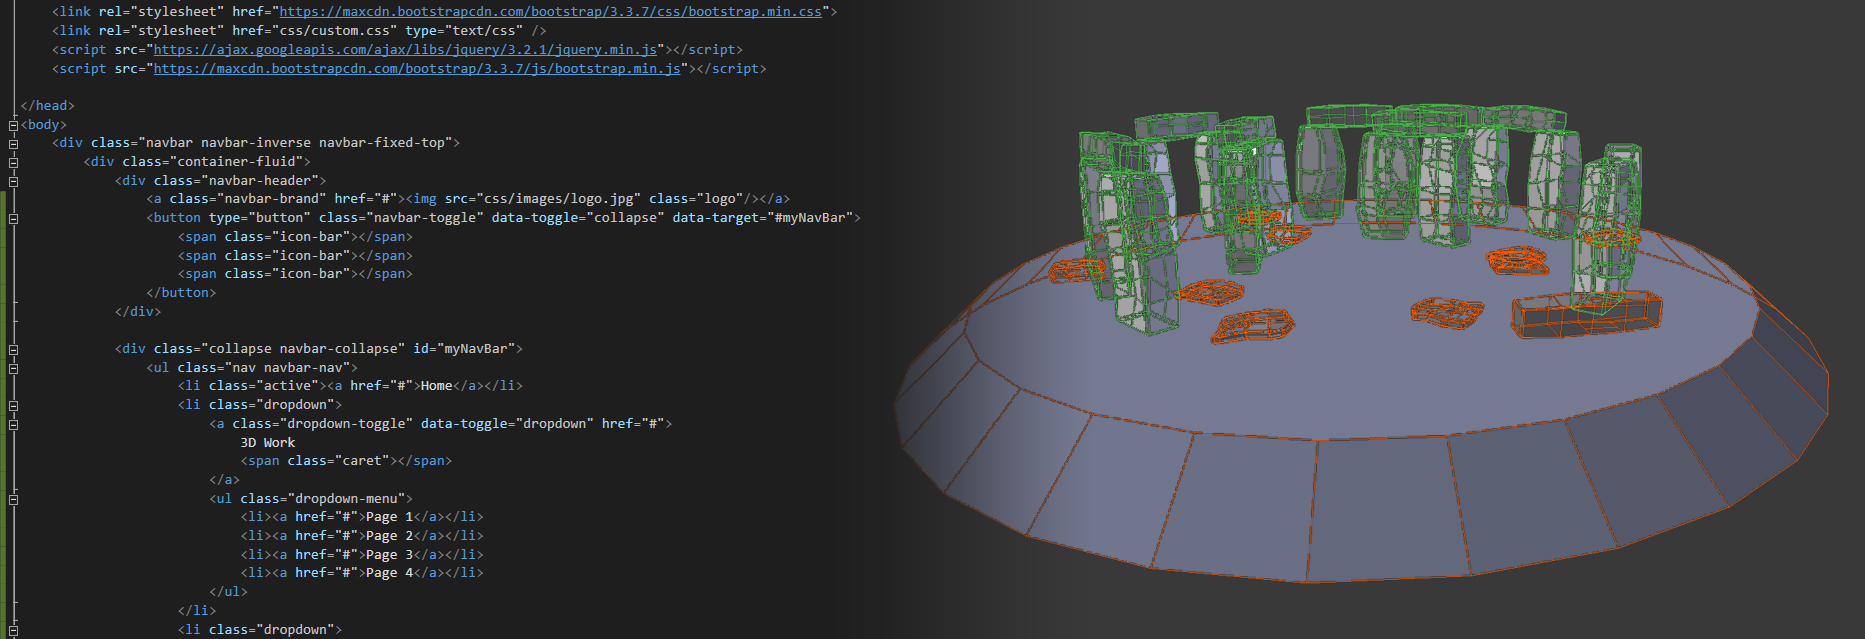 <link rel="stylesheet" href="https://maxcdn.bootstrapcdn.com/bootstrap/3.3.7/css/bootstrap.min.css">
<link rel="stylesheet" href="css/custom.css" type="text/css" />
<script src="https://ajax.googleapis.com/ajax/libs/jquery/3.2.1/jquery.min.js"></script>
<script src="https://maxcdn.bootstrapcdn.com/bootstrap/3.3.7/js/bootstrap.min.js"></script>
</head>
<body>
<div class="navbar navbar-inverse navbar-fixed-top">
<div class="container-fluid">
<div class="navbar-header">
<a class="navbar-brand" href="#"><img src="css/images/logo.jpg" class="logo"/></a>
<button type="button" class="navbar-toggle" data-toggle="collapse" data-target="#myNavBar">
<span class="icon-bar"></span>
<span class="icon-bar"></span>
<span class="icon-bar"></span>
</button>
</div>
<div class="collapse navbar-collapse" id="myNavBar">
<ul class="nav navbar-nav">
<li class="active"><a href="#">Home</a></li>
<li class="dropdown">
<a class="dropdown-toggle" data-toggle="dropdown" href="#">
3D Work
<span class="caret"></span>
</a>
<ul class="dropdown-menu">
<li><a href="#">Page 1</a></li>
<li><a href="#">Page 2</a></li>
<li><a href="#">Page 3</a></li>
<li><a href="#">Page 4</a></li>
</ul>
</li>
<li class="dropdown">